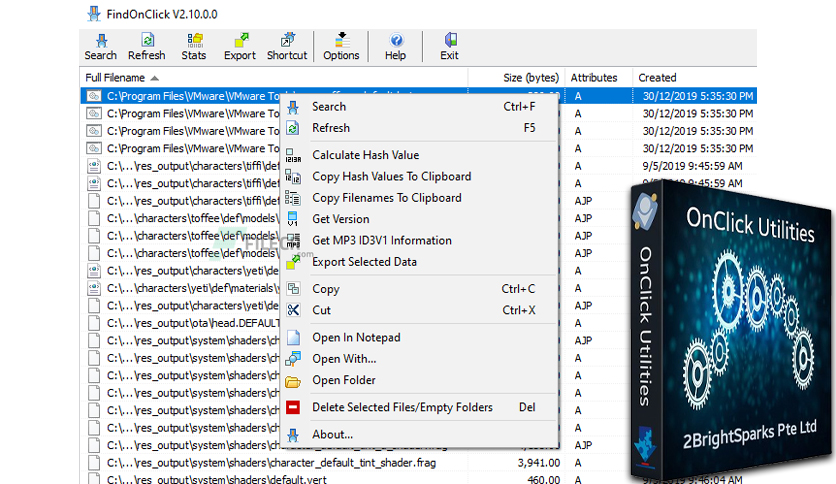 FindOnClick V2.10.0.0
Search Refresh Stats Export Shortcut Options Help Exit
Full Filename Size (bytes) Attributes Created
C:\Program Files\VMware\VMware To A 30/12/2019 5:35:30 PM
C:\Program Files\VMware\VMware To A 30/12/2019 5:35:30 PM
C:\Program Files\VMware\VMware To A 30/12/2019 5:35:30 PM
C:\Program Files\VMware\VMware To A 30/12/2019 5:35:30 PM
C:\...\res_output\characters\tiffi\def A 9/5/2019 9:45:59 AM
C:\...\res_output\characters\tiffi\def A
C:\...\res_output\characters\toffee\d AJP
C:\...\characters\toffee\def\models\ A
C:\...\characters\toffee\def\models\ AJP
C:\...\characters\toffee\def\models\ AJP
C:\...\res_output\characters\yeti\def A
C:\...\characters\yeti\def\materials\y A
C:\...\res_output\characters\yeti\def AJP
C:\...\res_output\ota\head.DEFAULT A
C:\...\res_output\system\shaders\ch AJP
C:\...\res_output\system\shaders\ch A
C:\...\res_output\system\shaders\ch A
C:\...\res_output\system\shaders\ch A
C:\...\res_output\system\shaders\ch A
C:\...\res_output\system\shaders\ch A
C:\...\res_output\system\shaders\ AJP
C:\...\res_output\system\shaders\character_default_tint_shader.frag 3,941.00 A
C:\...\res_output\system\shaders\default.vert 460.00 A 9/5/2019 9:46:04 AM
Search Ctrl+F
Refresh F5
Calculate Hash Value
Copy Hash Values To Clipboard
Copy Filenames To Clipboard
Get Version
Get MP3 ID3V1 Information
Export Selected Data
Copy Ctrl+C
Cut Ctrl+X
Open In Notepad
Open With...
Open Folder
Delete Selected Files/Empty Folders Del
About...
OnClick Utilities
OnClick Utilities
2BrightSparks Pte Ltd